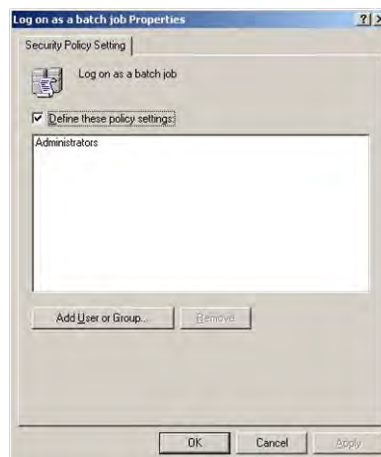 Log on as a batch job Properties
Security Policy Setting
Log on as a batch job
Define these policy settings:
Administrators
Add User or Group...
Remove
OK
Cancel
Apply